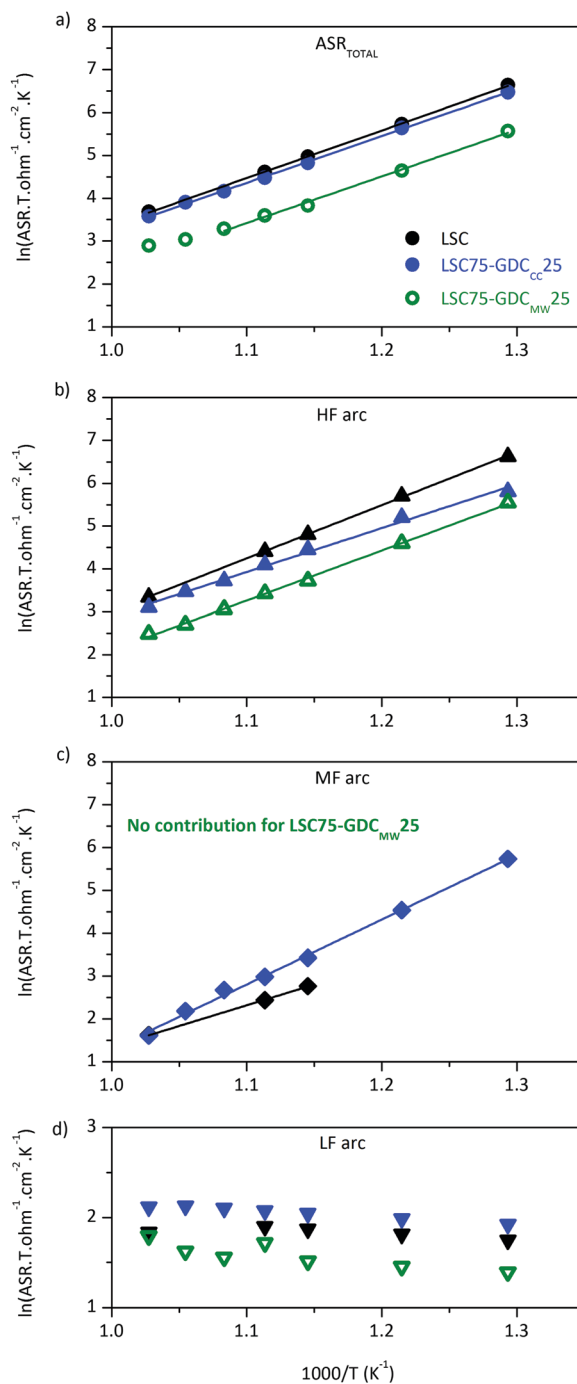 a)
ASR_TOTAL
8
7
6
5
4
3
2
1
ln(ASR.T.ohm⁻¹.cm⁻².K⁻¹)
LSC
LSC75-GDC_CC25
LSC75-GDC_MW25
1.0
1.1
1.2
1.3
b)
HF arc
8
7
6
5
4
3
2
1
ln(ASR.T.ohm⁻¹.cm⁻².K⁻¹)
1.0
1.1
1.2
1.3
c)
MF arc
No contribution for LSC75-GDC_MW25
8
7
6
5
4
3
2
1
ln(ASR.T.ohm⁻¹.cm⁻².K⁻¹)
1.0
1.1
1.2
1.3
d)
LF arc
3
2
1
ln(ASR.T.ohm⁻¹.cm⁻².K⁻¹)
1.0
1.1
1.2
1.3
1000/T (K⁻¹)